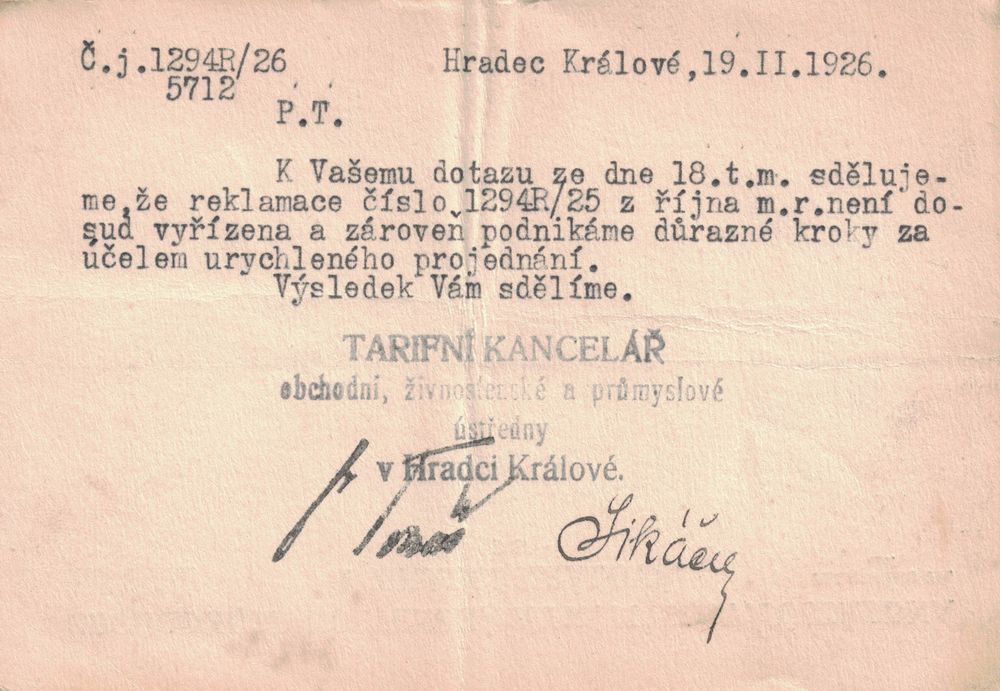 Č.j.1294R/26 Hradec Králové,19.II.1926.
5712
P.T.
K Vašemu dotazu ze dne 18.t.m. sděluje-
me,že reklamace číslo 1294R/25 z října m.r.není do-
sud vyřízena a zároveň podnikáme důrazné kroky za
účelem urychleného projednání.
Výsledek Vám sdělíme.
TARIFNÍ KANCELÁŘ
obchodní, živnostenské a průmyslové
ústředny
v Hradci Králové.